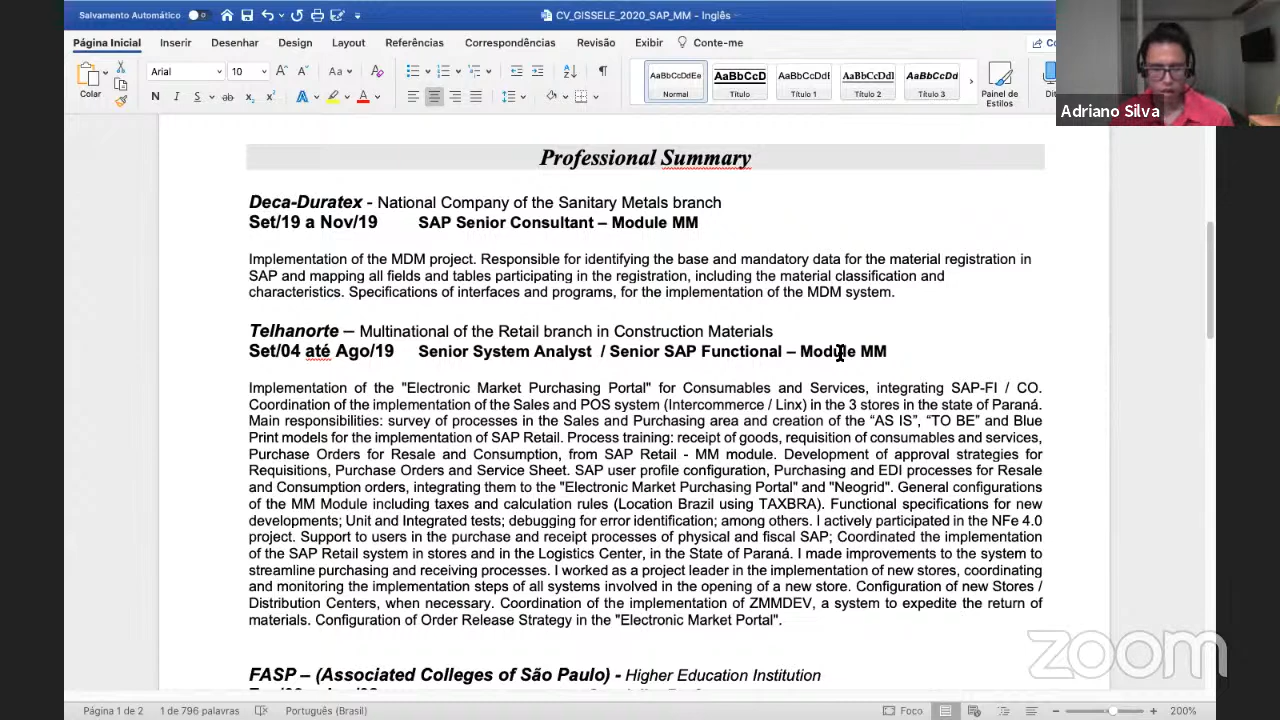 Salvamento Automático
CV_GISSELE_2020_SAP_MM - Inglês
Página Inicial Inserir Desenhar Design Layout Referências Correspondências Revisão Exibir Conte-me
Arial 10
Colar
AaBbCcDdEe AaBbCcD AaBbCcDdI AaBbCcDdl AaBbCcDd
Normal Título Título 1 Título 2 Título 3
Painel de
Estilos
Adriano Silva
Professional Summary
Deca-Duratex - National Company of the Sanitary Metals branch
Set/19 a Nov/19 SAP Senior Consultant – Module MM
Implementation of the MDM project. Responsible for identifying the base and mandatory data for the material registration in
SAP and mapping all fields and tables participating in the registration, including the material classification and
characteristics. Specifications of interfaces and programs, for the implementation of the MDM system.
Telhanorte – Multinational of the Retail branch in Construction Materials
Set/04 até Ago/19 Senior System Analyst / Senior SAP Functional – Module MM
Implementation of the "Electronic Market Purchasing Portal" for Consumables and Services, integrating SAP-FI / CO.
Coordination of the implementation of the Sales and POS system (Intercommerce / Linx) in the 3 stores in the state of Paraná.
Main responsibilities: survey of processes in the Sales and Purchasing area and creation of the “AS IS”, “TO BE” and Blue
Print models for the implementation of SAP Retail. Process training: receipt of goods, requisition of consumables and services,
Purchase Orders for Resale and Consumption, from SAP Retail - MM module. Development of approval strategies for
Requisitions, Purchase Orders and Service Sheet. SAP user profile configuration, Purchasing and EDI processes for Resale
and Consumption orders, integrating them to the "Electronic Market Purchasing Portal" and "Neogrid". General configurations
of the MM Module including taxes and calculation rules (Location Brazil using TAXBRA). Functional specifications for new
developments; Unit and Integrated tests; debugging for error identification; among others. I actively participated in the NFe 4.0
project. Support to users in the purchase and receipt processes of physical and fiscal SAP; Coordinated the implementation
of the SAP Retail system in stores and in the Logistics Center, in the State of Paraná. I made improvements to the system to
streamline purchasing and receiving processes. I worked as a project leader in the implementation of new stores, coordinating
and monitoring the implementation steps of all systems involved in the opening of a new store. Configuration of new Stores /
Distribution Centers, when necessary. Coordination of the implementation of ZMMDEV, a system to expedite the return of
materials. Configuration of Order Release Strategy in the "Electronic Market Portal".
FASP – (Associated Colleges of São Paulo) - Higher Education Institution
zoom
Página 1 de 2 1 de 796 palavras Português (Brasil) Foco 200%